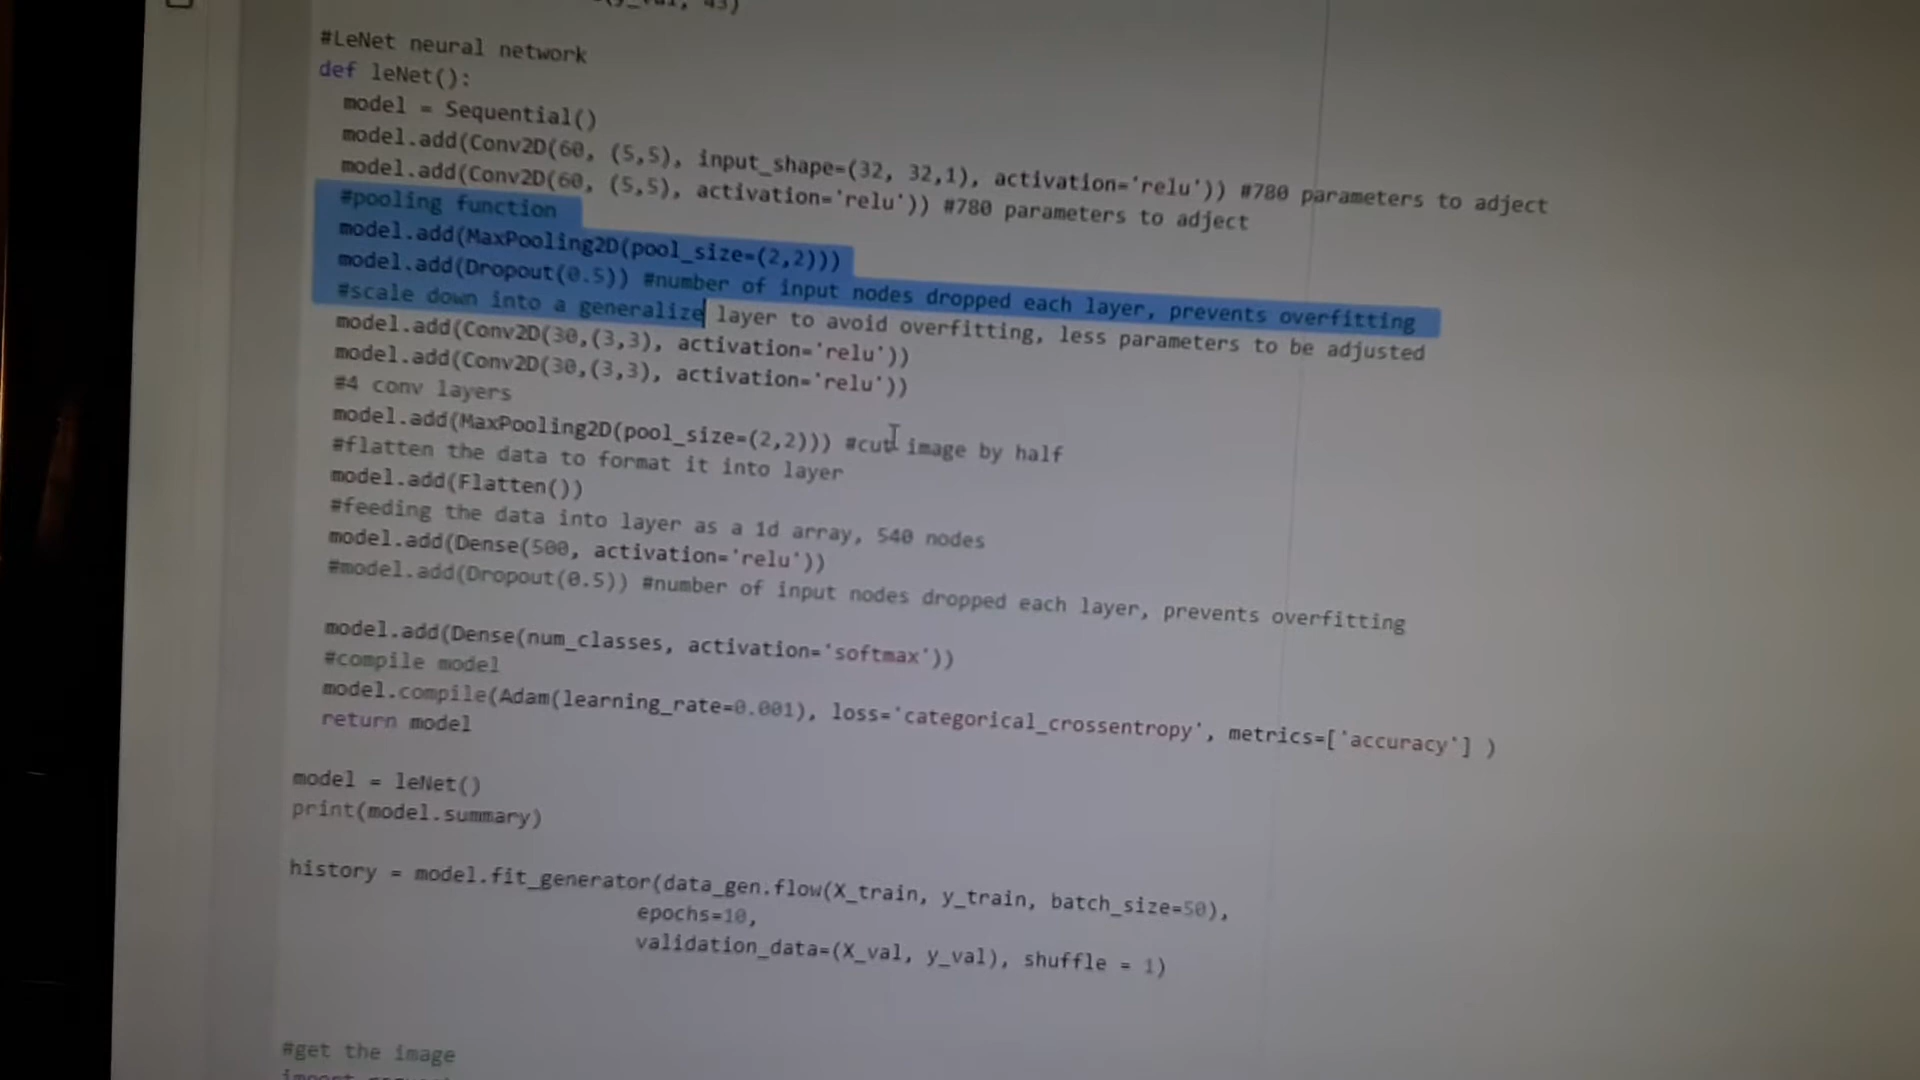 (y_val, 43)
#LeNet neural network
def leNet():
model = Sequential()
model.add(Conv2D(60, (5,5), input_shape=(32, 32,1), activation='relu')) #780 parameters to adject
model.add(Conv2D(60, (5,5), activation='relu')) #780 parameters to adject
#pooling function
model.add(MaxPooling2D(pool_size=(2,2)))
model.add(Dropout(0.5)) #number of input nodes dropped each layer, prevents overfitting
#scale down into a generalize layer to avoid overfitting, less parameters to be adjusted
model.add(Conv2D(30,(3,3), activation='relu'))
model.add(Conv2D(30,(3,3), activation='relu'))
#4 conv layers
model.add(MaxPooling2D(pool_size=(2,2))) #cut image by half
#flatten the data to format it into layer
model.add(Flatten())
#feeding the data into layer as a 1d array, 540 nodes
model.add(Dense(500, activation='relu'))
#model.add(Dropout(0.5)) #number of input nodes dropped each layer, prevents overfitting
model.add(Dense(num_classes, activation='softmax'))
#compile model
model.compile(Adam(learning_rate=0.001), loss='categorical_crossentropy', metrics=['accuracy'] )
return model
model = leNet()
print(model.summary)
history = model.fit_generator(data_gen.flow(X_train, y_train, batch_size=50),
epochs=10,
validation_data=(X_val, y_val), shuffle = 1)
#get the image
import